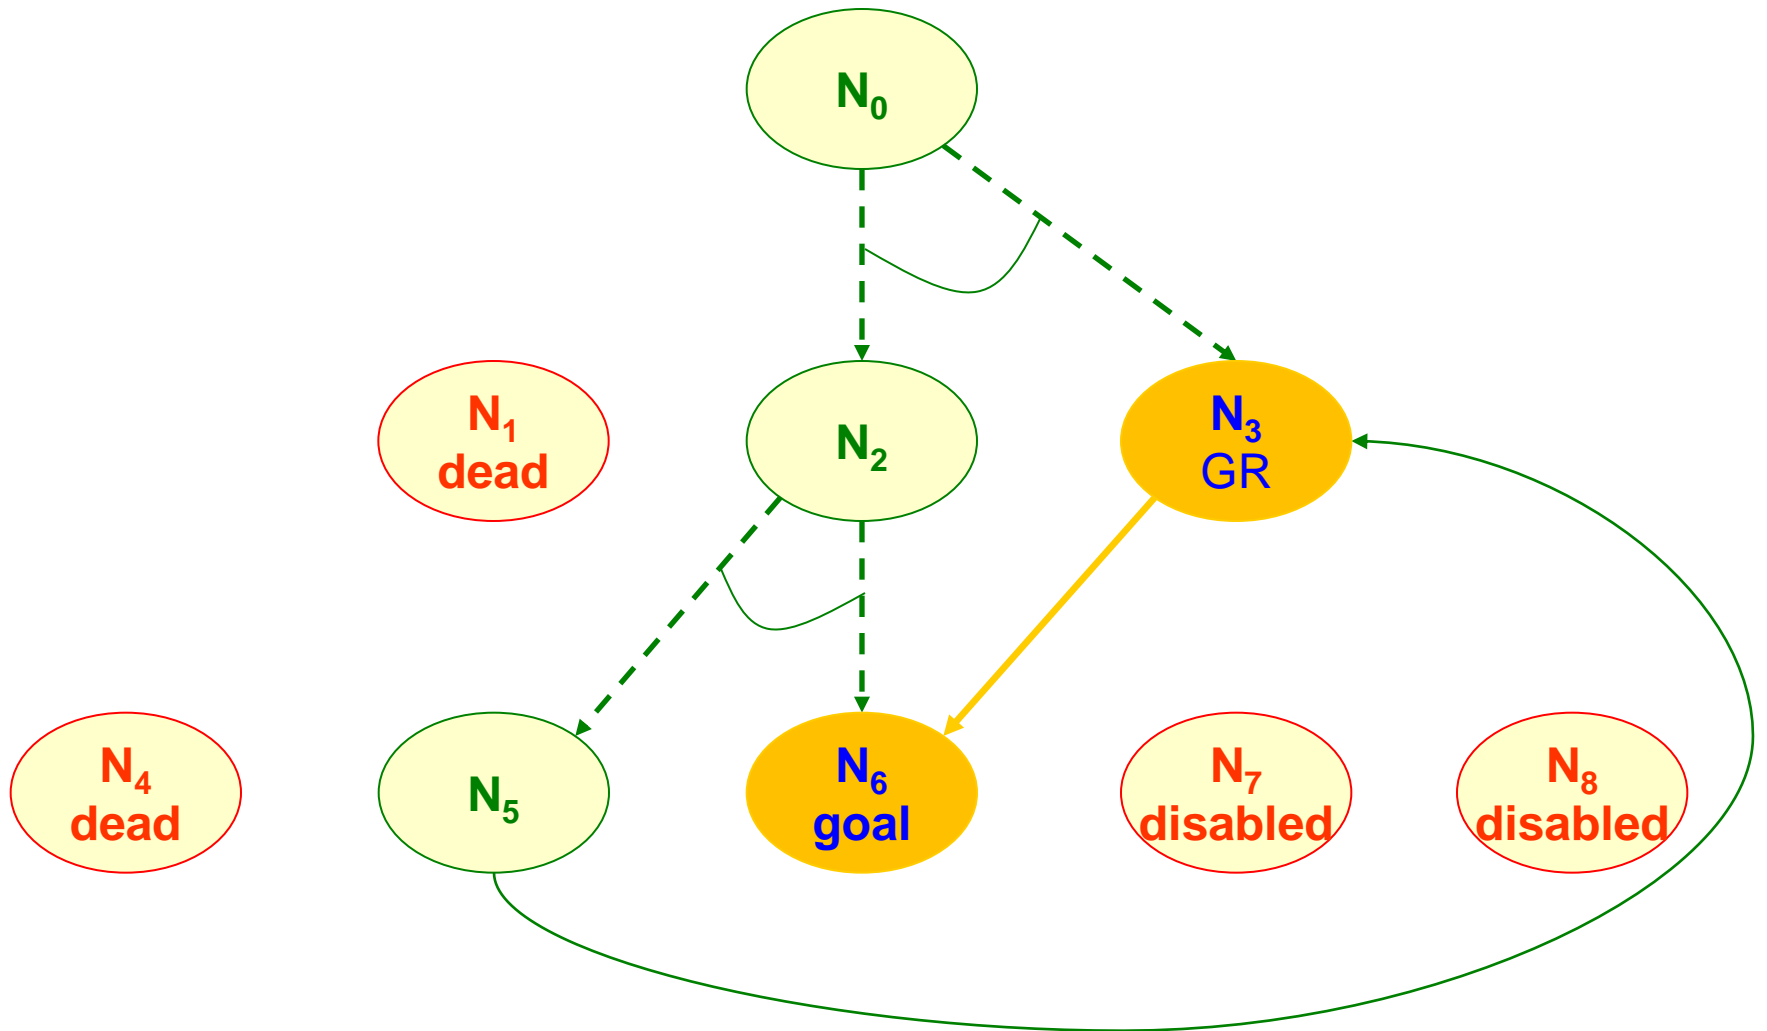 N₀
N₁
dead
N₂
N₃
GR
N₄
dead
N₅
N₆
goal
N₇
disabled
N₈
disabled